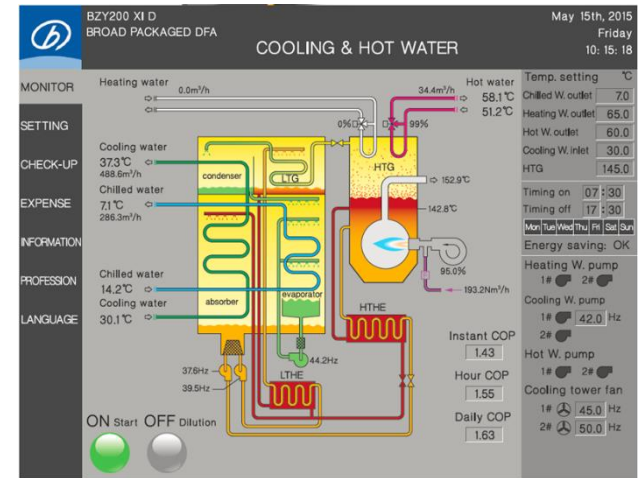 BZY200 XI D
BROAD PACKAGED DFA
COOLING & HOT WATER
May 15th, 2015
Friday
10: 15: 18
MONITOR
SETTING
CHECK-UP
EXPENSE
INFORMATION
PROFESSION
LANGUAGE
Heating water
0.0m³/h
34.4m³/h
Hot water
58.1℃
51.2℃
0%
99%
Cooling water
37.3℃
488.6m³/h
Chilled water
7.1℃
286.3m³/h
Chilled water
14.2℃
Cooling water
30.1℃
condenser
LTG
absorber
evaporator
HTG
152.9℃
142.8℃
95.0%
193.2Nm³/h
HTHE
LTHE
44.2Hz
37.6Hz
39.5Hz
Instant COP
1.43
Hour COP
1.55
Daily COP
1.63
ON Start OFF Dilution
Temp. setting ℃
Chilled W. outlet 7.0
Heating W. outlet 65.0
Hot W. outlet 60.0
Cooling W. inlet 30.0
HTG 145.0
Timing on 07 : 30
Timing off 17 : 30
Mon Tue Wed Thu Fri Sat Sun
Energy saving: OK
Heating W. pump
1# 2#
Cooling W. pump
1# 42.0 Hz
2#
Hot W. pump
1# 2#
Cooling tower fan
1# 45.0 Hz
2# 50.0 Hz